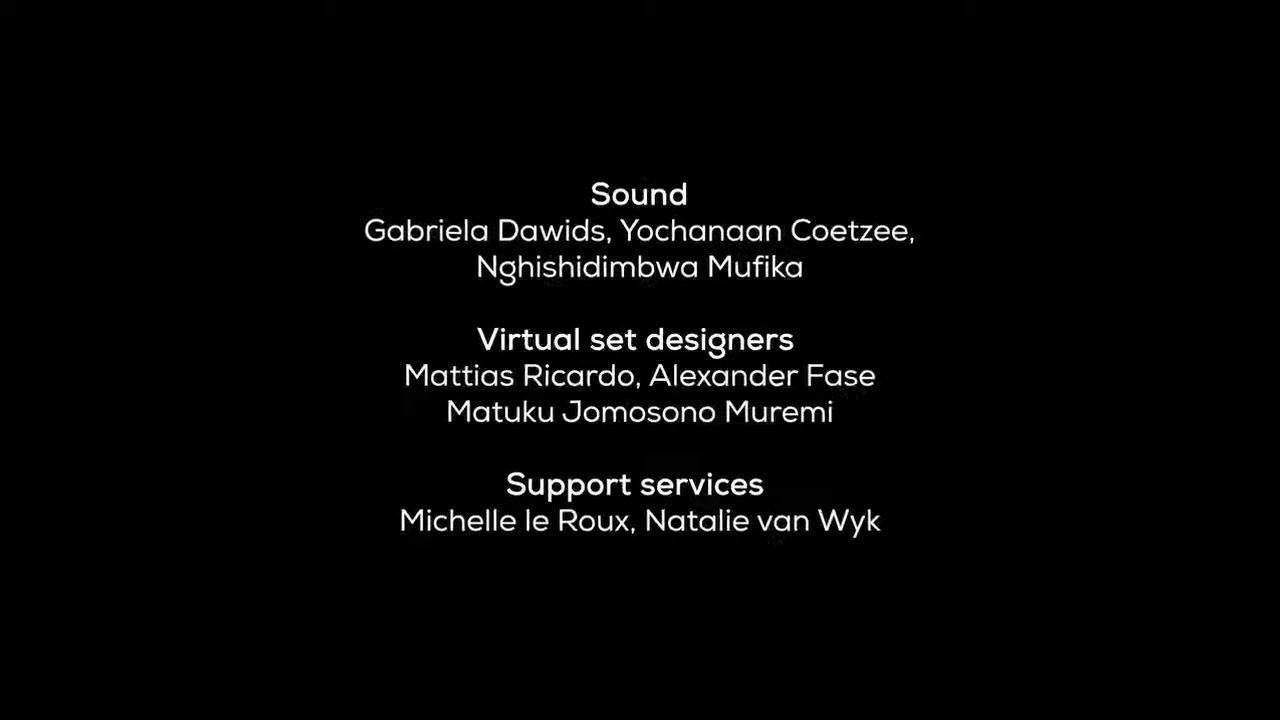 Sound
Gabriela Dawids, Yochanaan Coetzee,
Nghishidimbwa Mufika
Virtual set designers
Mattias Ricardo, Alexander Fase
Matuku Jomosono Muremi
Support services
Michelle le Roux, Natalie van Wyk